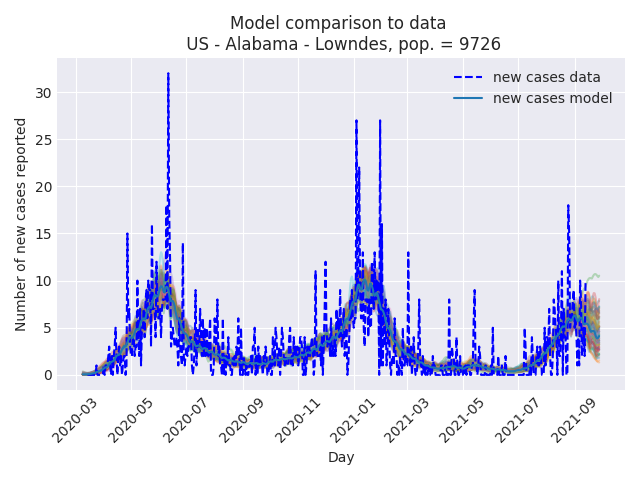 Model comparison to data
US - Alabama - Lowndes, pop. = 9726
new cases data
new cases model
Number of new cases reported
30
25
20
15
10
5
0
2020-03
2020-05
2020-07
2020-09
2020-11
2021-01
2021-03
2021-05
2021-07
2021-09
Day